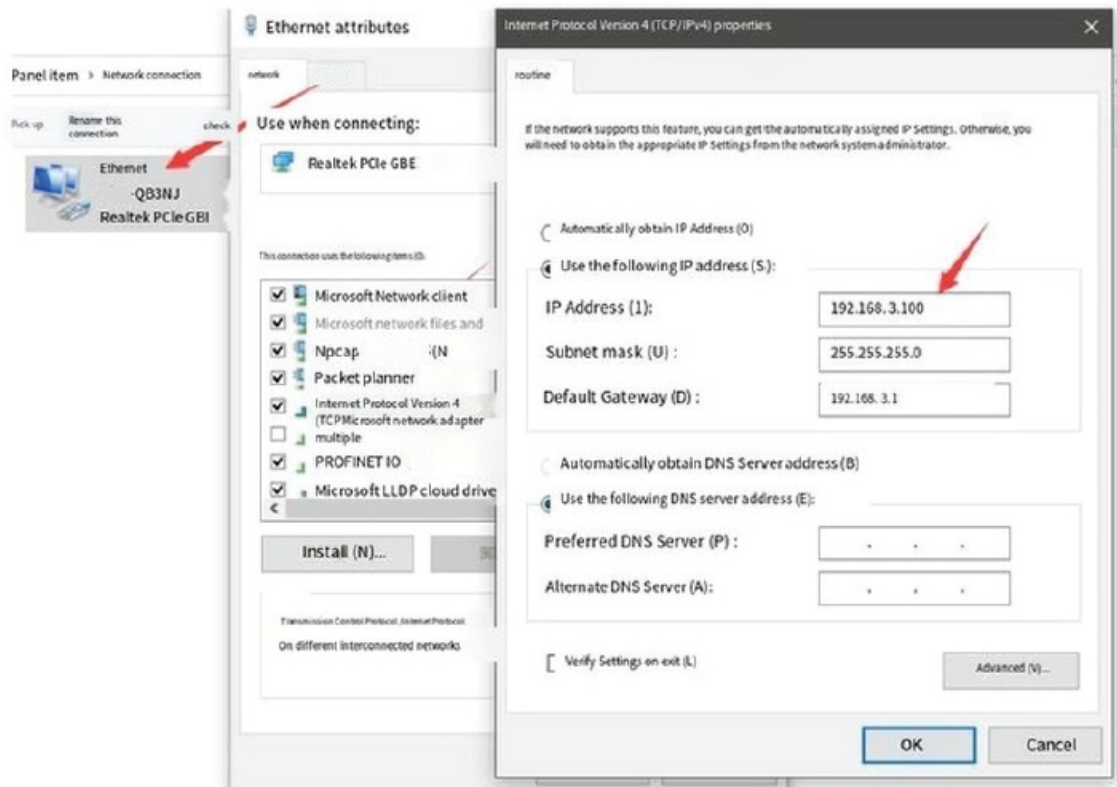 Panel item > Network connection
Pick up
Rename this
connection
check
Ethernet
-QB3NJ
Realtek PCIe GBI
Ethernet attributes
network
Use when connecting:
Realtek PCIe GBE
This connection uses the following items (O):
Microsoft Network client
Microsoft network files and
Npcap (N
Packet planner
Internet Protocol Version 4
(TCPMicrosoft network adapter
multiple
PROFINET IO
Microsoft LLDP cloud drive
Install (N)...
Transmission Control Protocol /Internet Protocol.
On different interconnected networks
Internet Protocol Version 4 (TCP/IPv4) properties
routine
If the network supports this feature, you can get the automatically assigned IP Settings. Otherwise, you
will need to obtain the appropriate IP Settings from the network system administrator.
Automatically obtain IP Address (O)
Use the following IP address (S.):
IP Address (1):
192.168.3.100
Subnet mask (U) :
255.255.255.0
Default Gateway (D) :
192.168. 3.1
Automatically obtain DNS Server address (B)
Use the following DNS server address (E):
Preferred DNS Server (P) :
. . .
Alternate DNS Server (A):
. . .
Verify Settings on exit (L)
Advanced (V)...
OK
Cancel